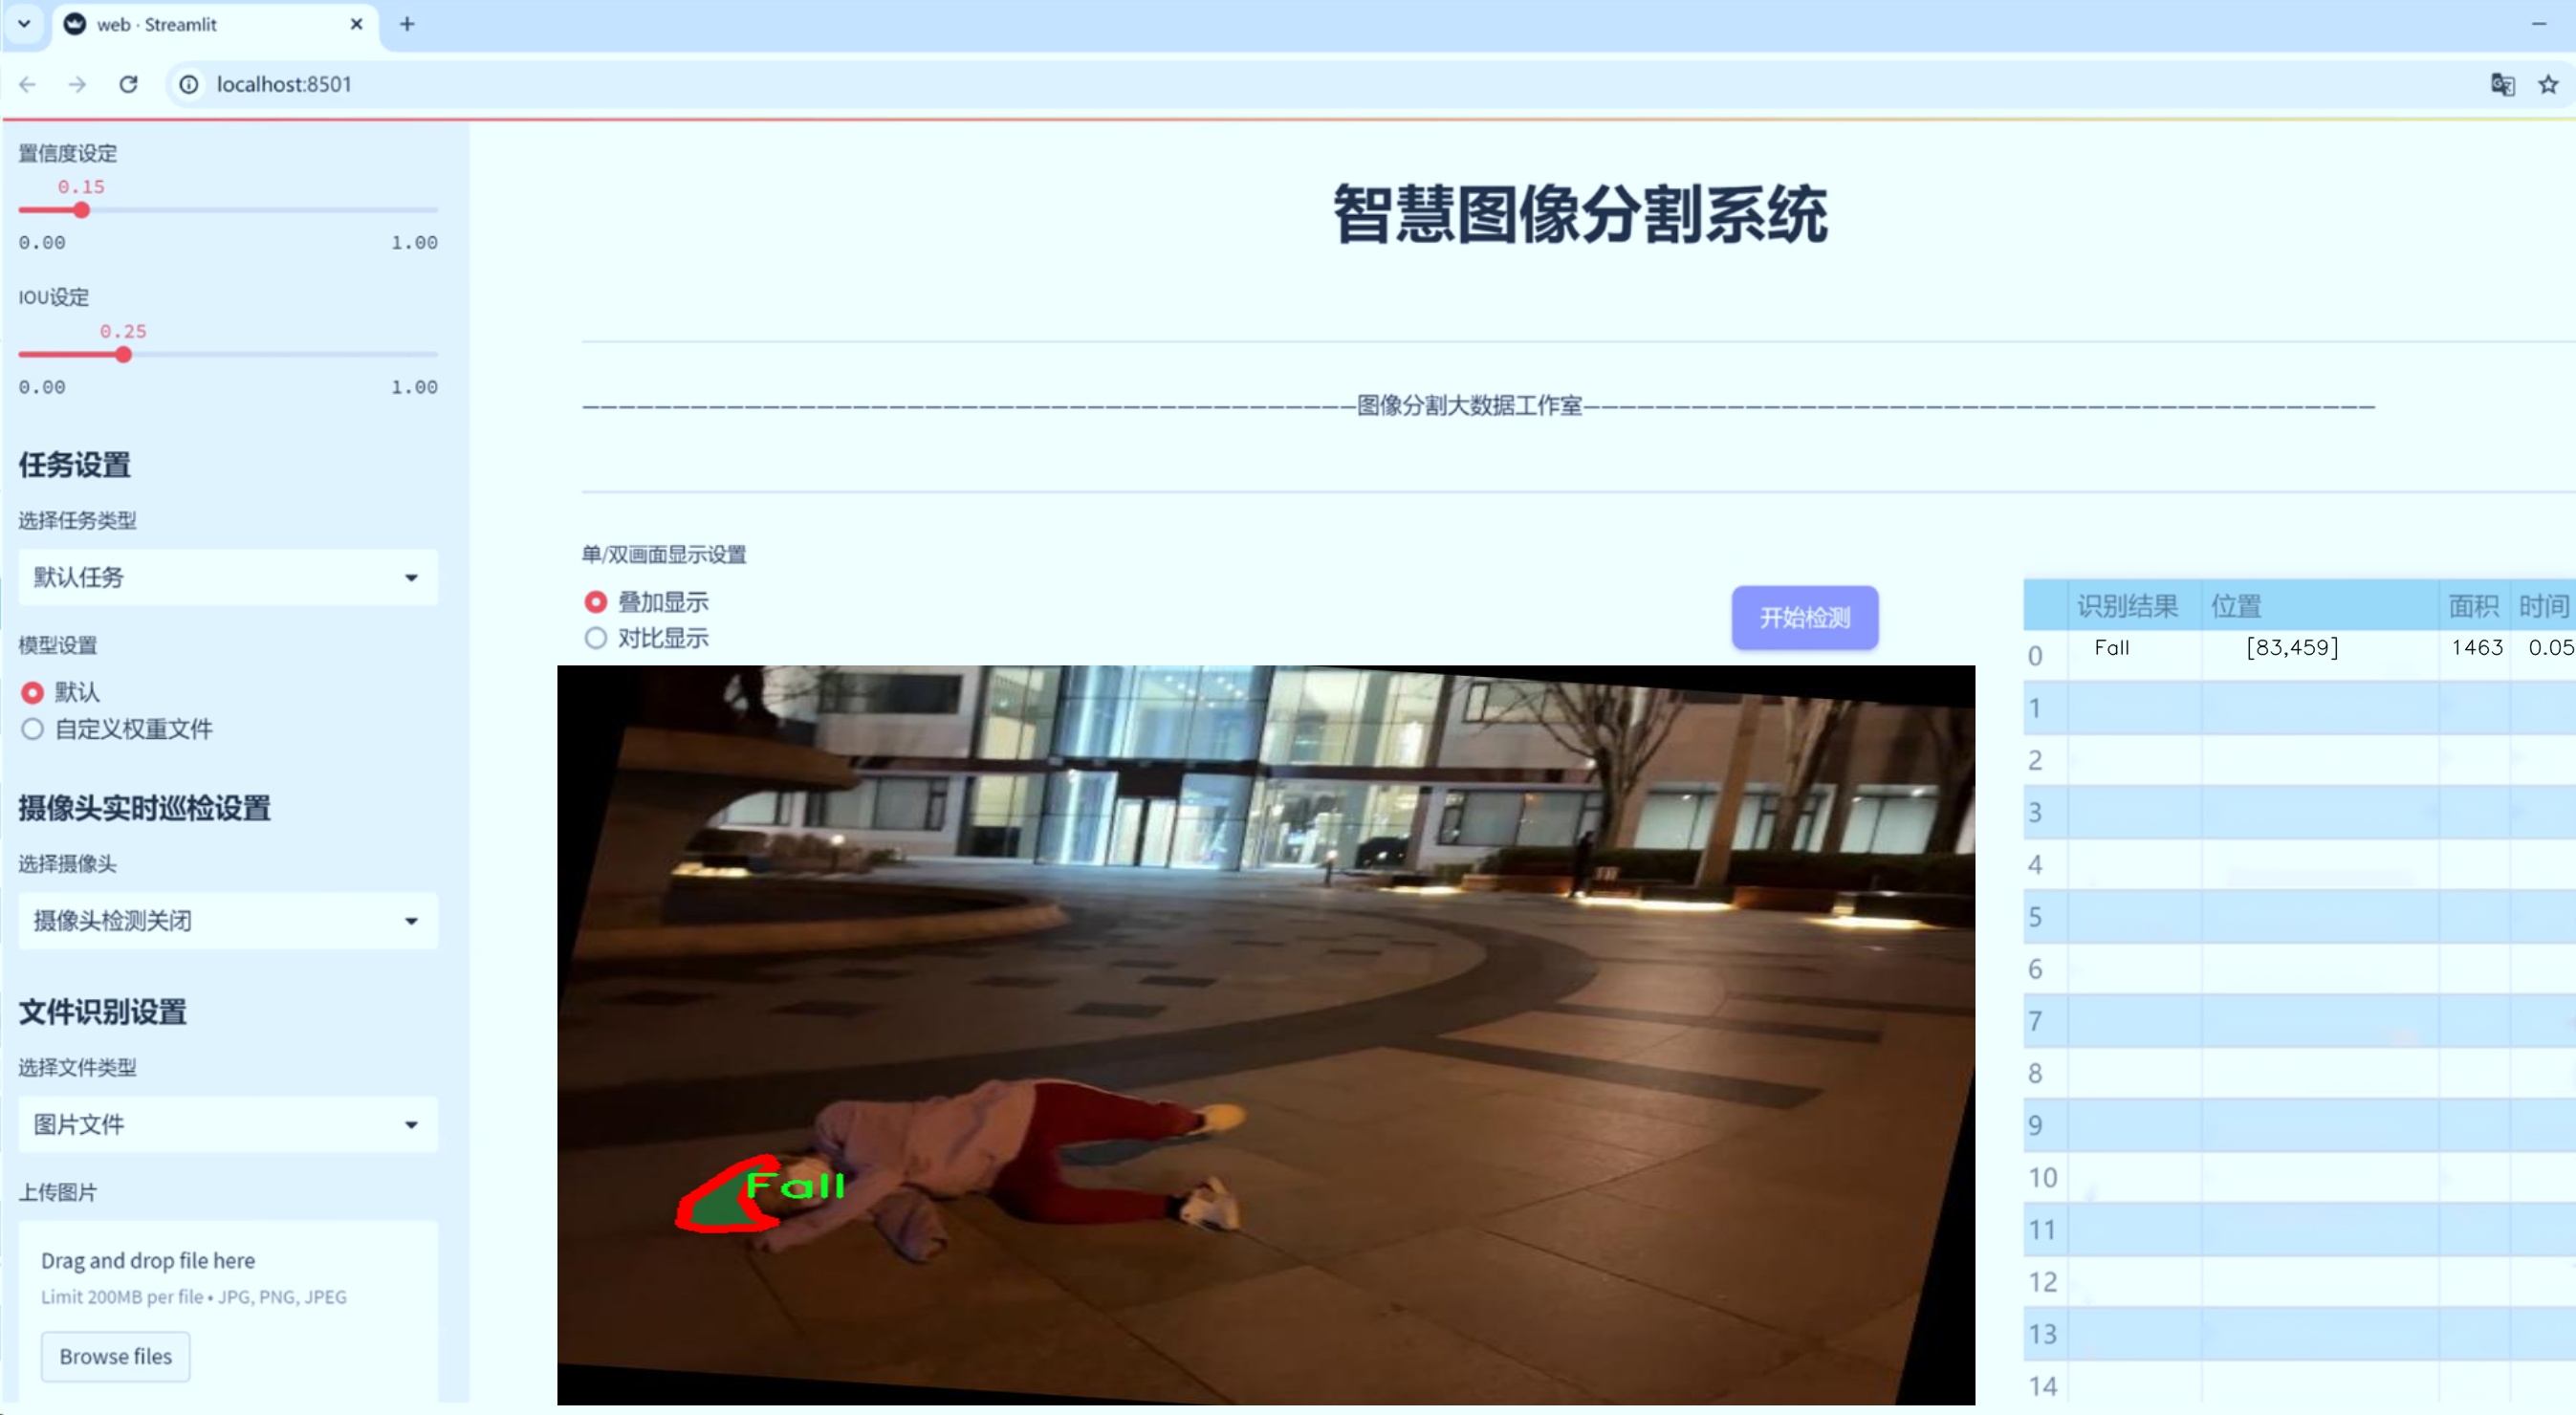 web · Streamlit
localhost:8501
置信度设定
0.15
0.00 1.00
IOU设定
0.25
0.00 1.00
任务设置
选择任务类型
默认任务
模型设置
默认
自定义权重文件
摄像头实时巡检设置
选择摄像头
摄像头检测关闭
文件识别设置
选择文件类型
图片文件
上传图片
Drag and drop file here
Limit 200MB per file • JPG, PNG, JPEG
Browse files
智慧图像分割系统
———————————————————————————————————————————图像分割大数据工作室————————————————————————————————————————————
单/双画面显示设置
叠加显示
对比显示
开始检测
Fall
识别结果 位置 面积 时间
0 Fall [83,459] 1463 0.05
1
2
3
4
5
6
7
8
9
10
11
12
13
14